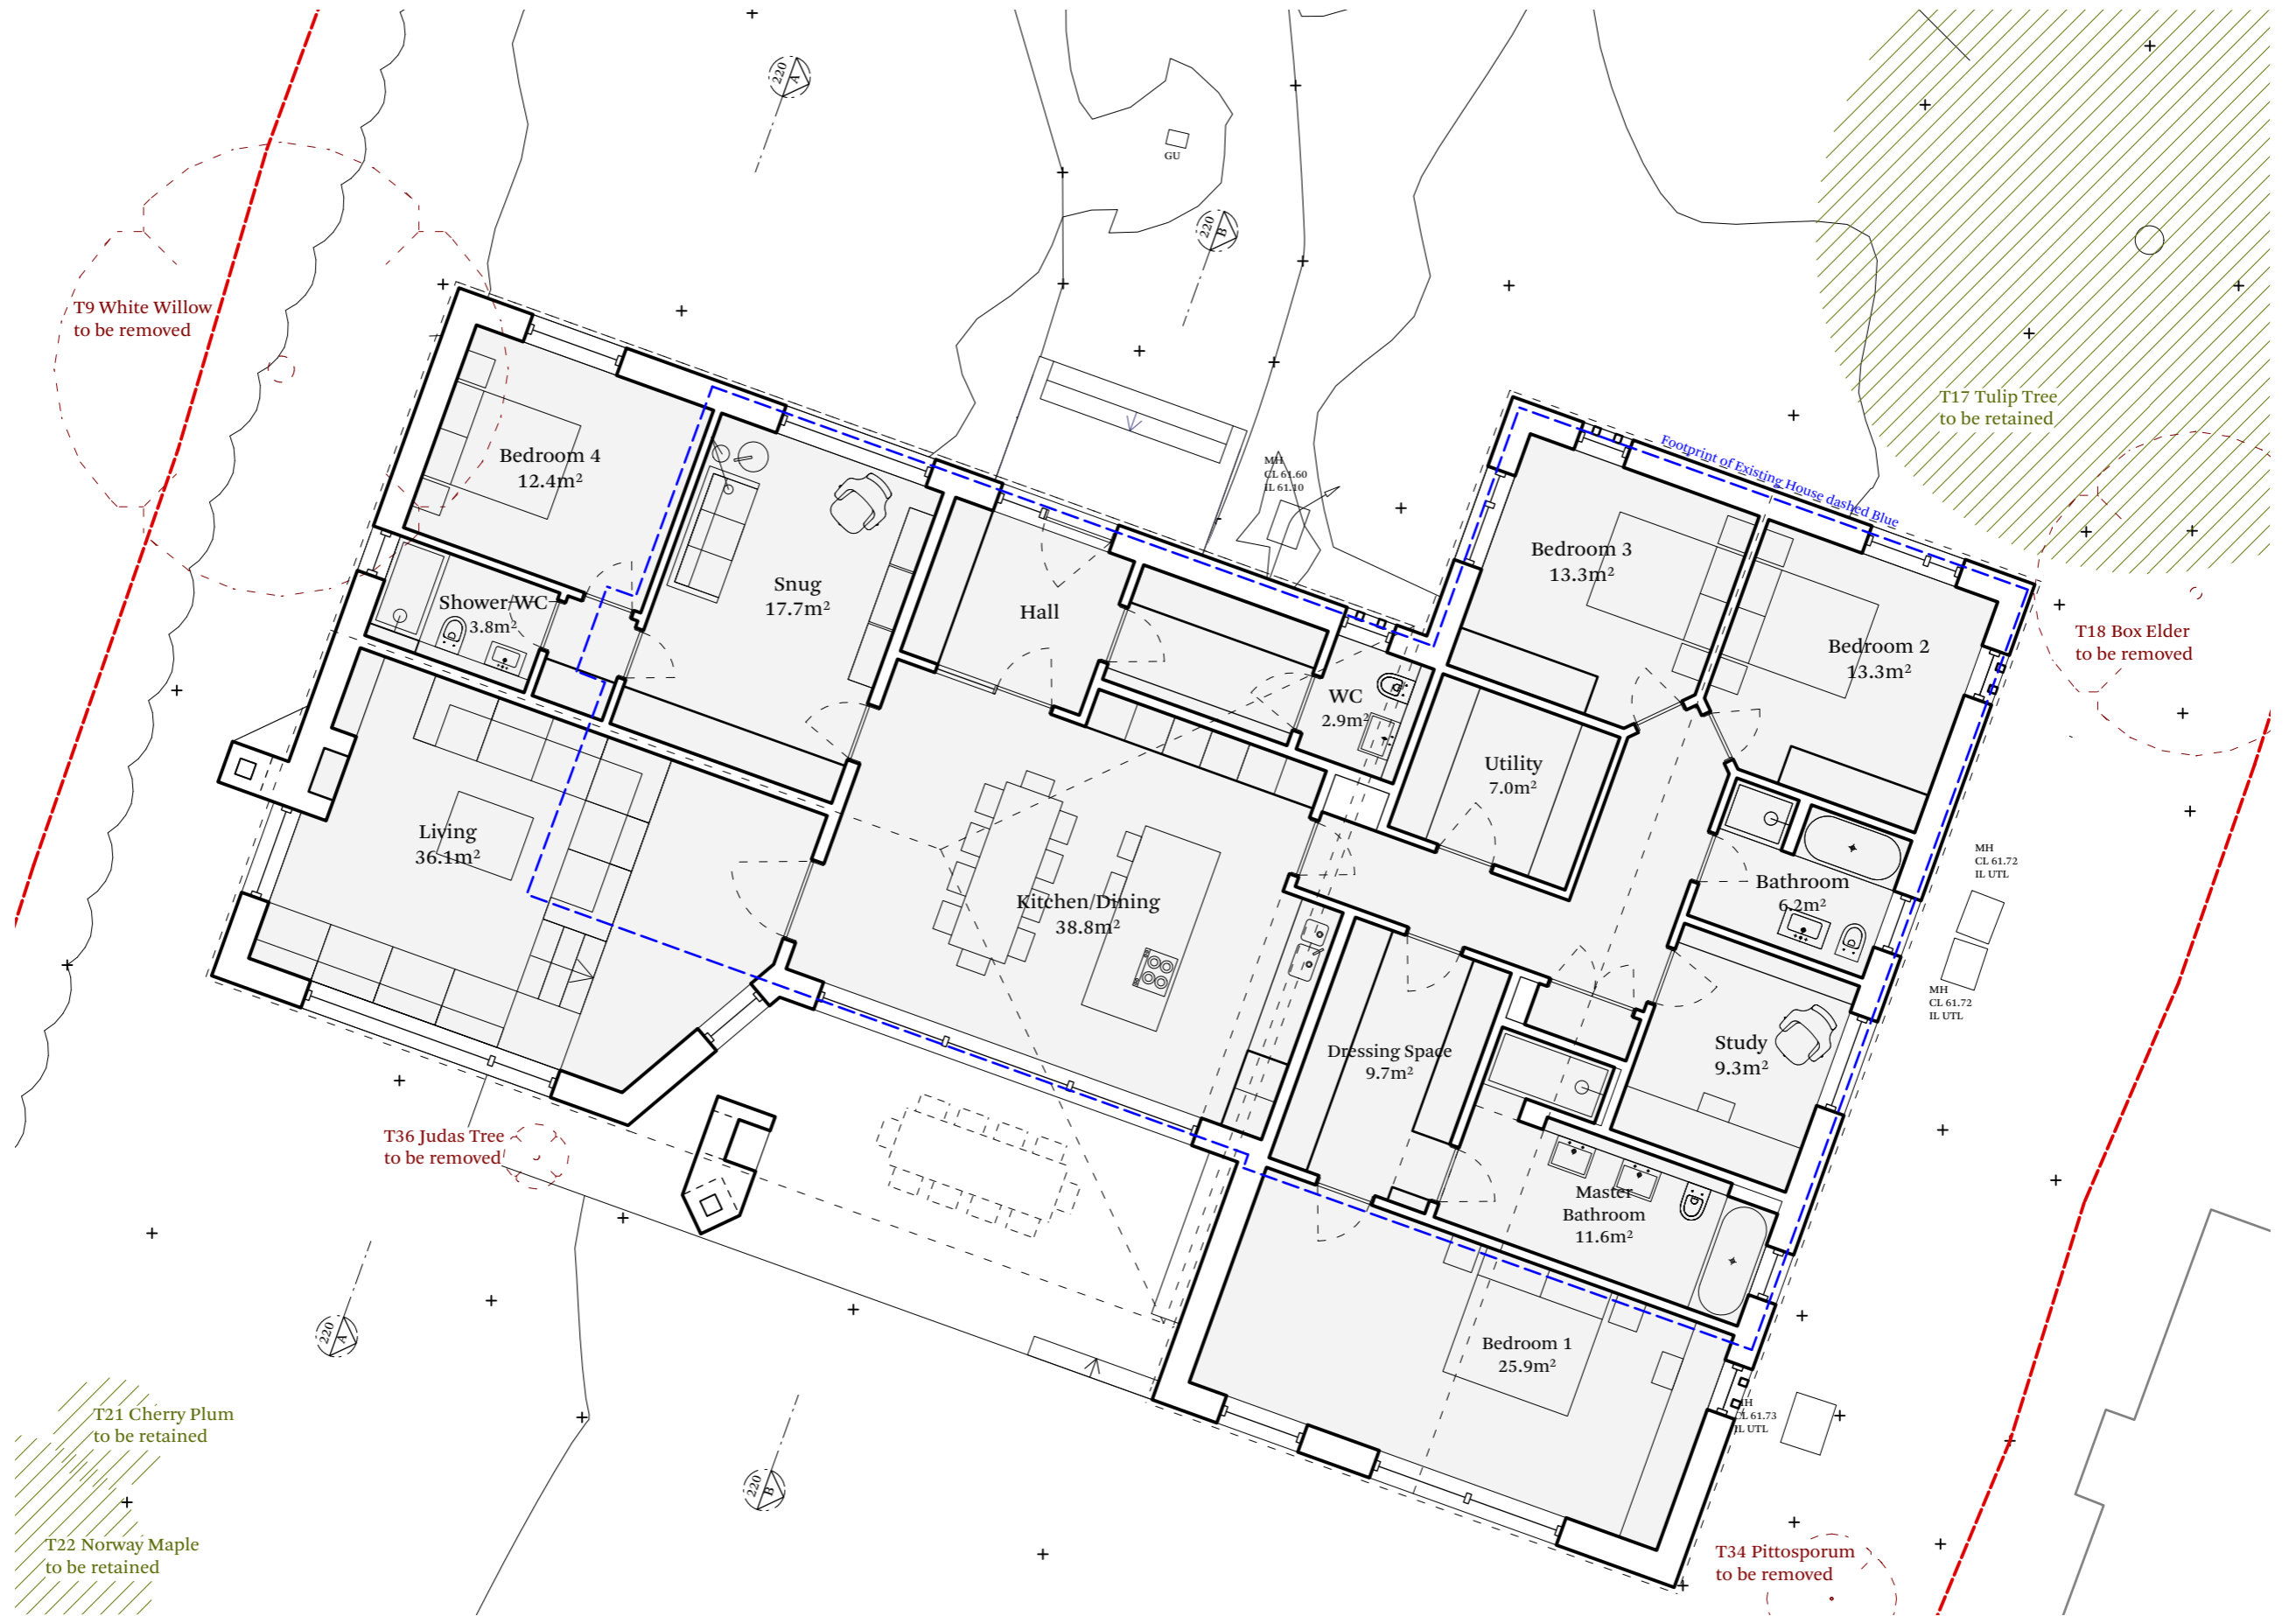 220
A
GU
220
B
T9 White Willow
to be removed
T17 Tulip Tree
to be retained
Footprint of Existing House dashed Blue
Bedroom 4
12.4m²
MH
CL 61.60
IL 61.10
Bedroom 3
13.3m²
Snug
17.7m²
Shower/WC
3.8m²
Hall
Bedroom 2
13.3m²
T18 Box Elder
to be removed
WC
2.9m²
Utility
7.0m²
Living
36.1m²
MH
CL 61.72
IL UTL
Bathroom
6.2m²
Kitchen/Dining
38.8m²
MH
CL 61.72
IL UTL
Dressing Space
9.7m²
Study
9.3m²
T36 Judas Tree
to be removed
Master
Bathroom
11.6m²
220
A
Bedroom 1
25.9m²
MH
CL 61.73
IL UTL
T21 Cherry Plum
to be retained
220
B
T22 Norway Maple
to be retained
T34 Pittosporum
to be removed